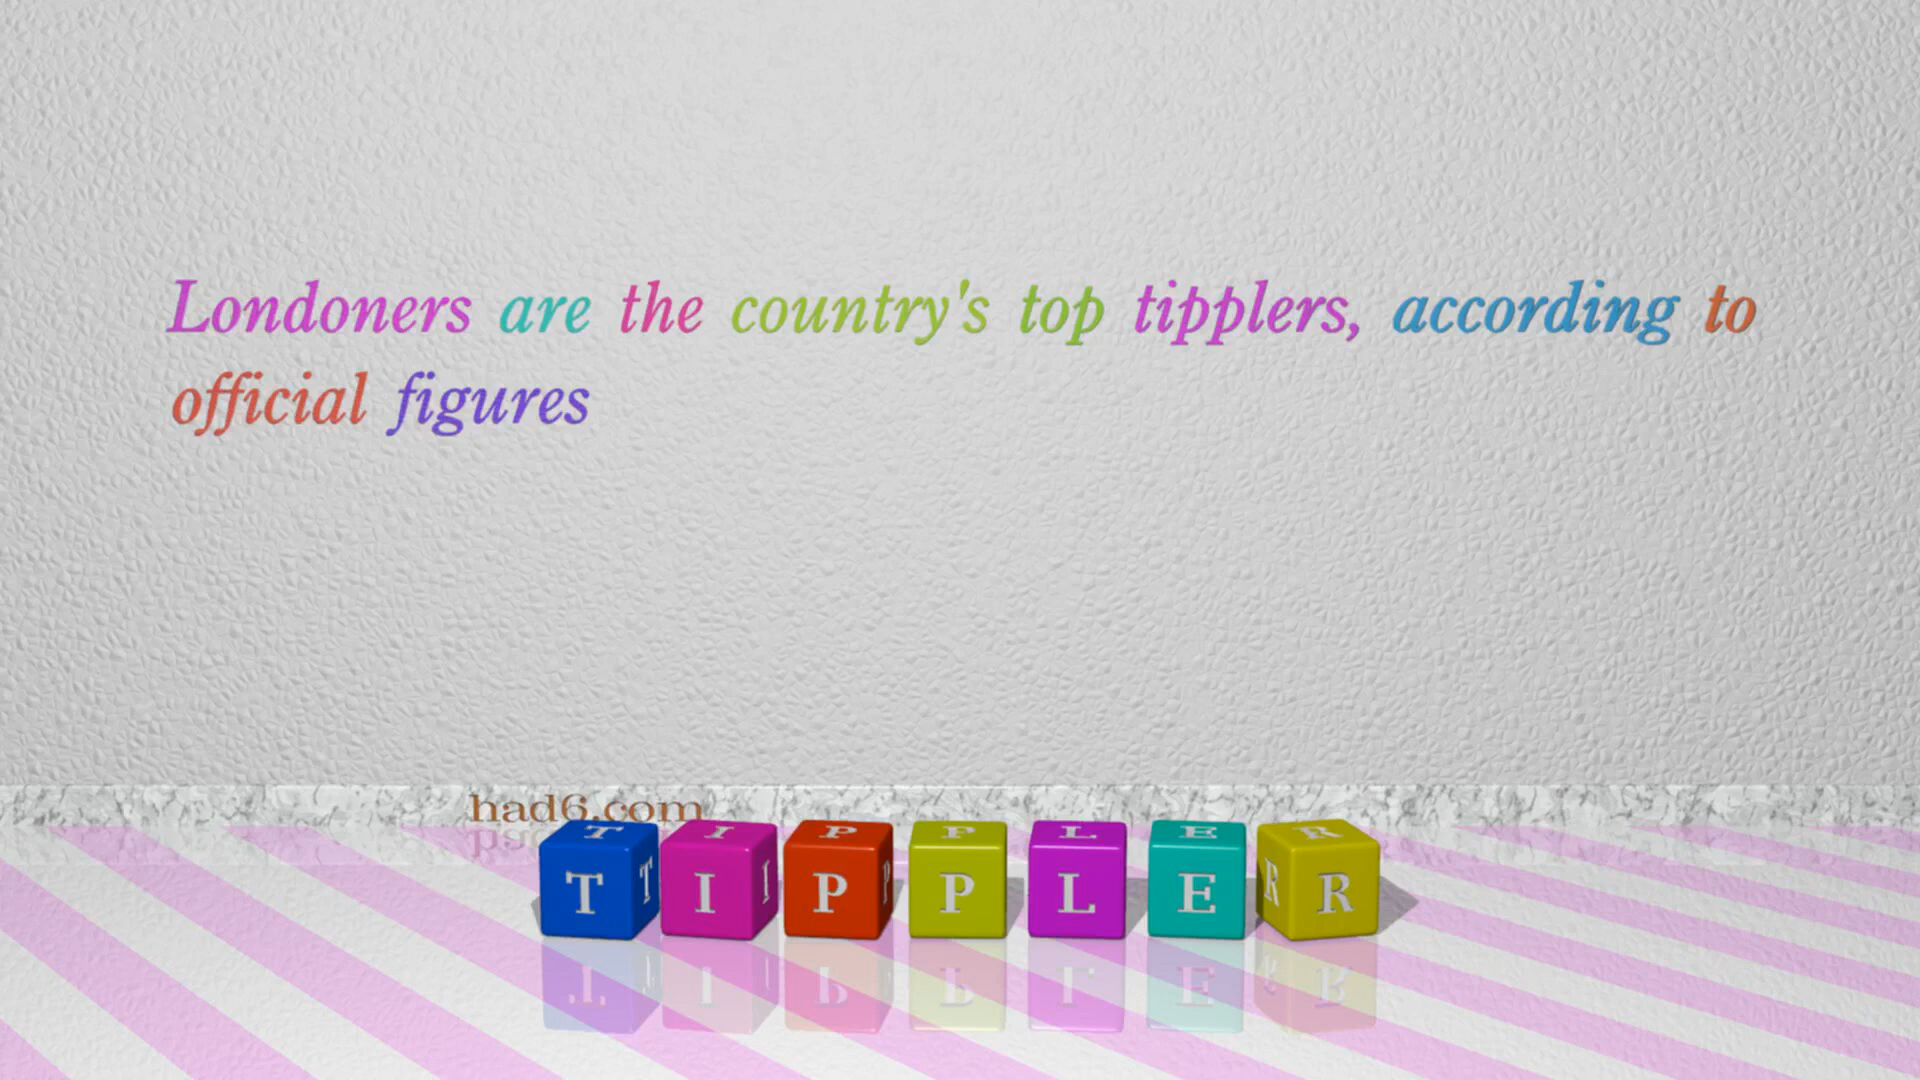 Londoners are the country's top tipplers, according to
official figures
had6.com
TIPPLER